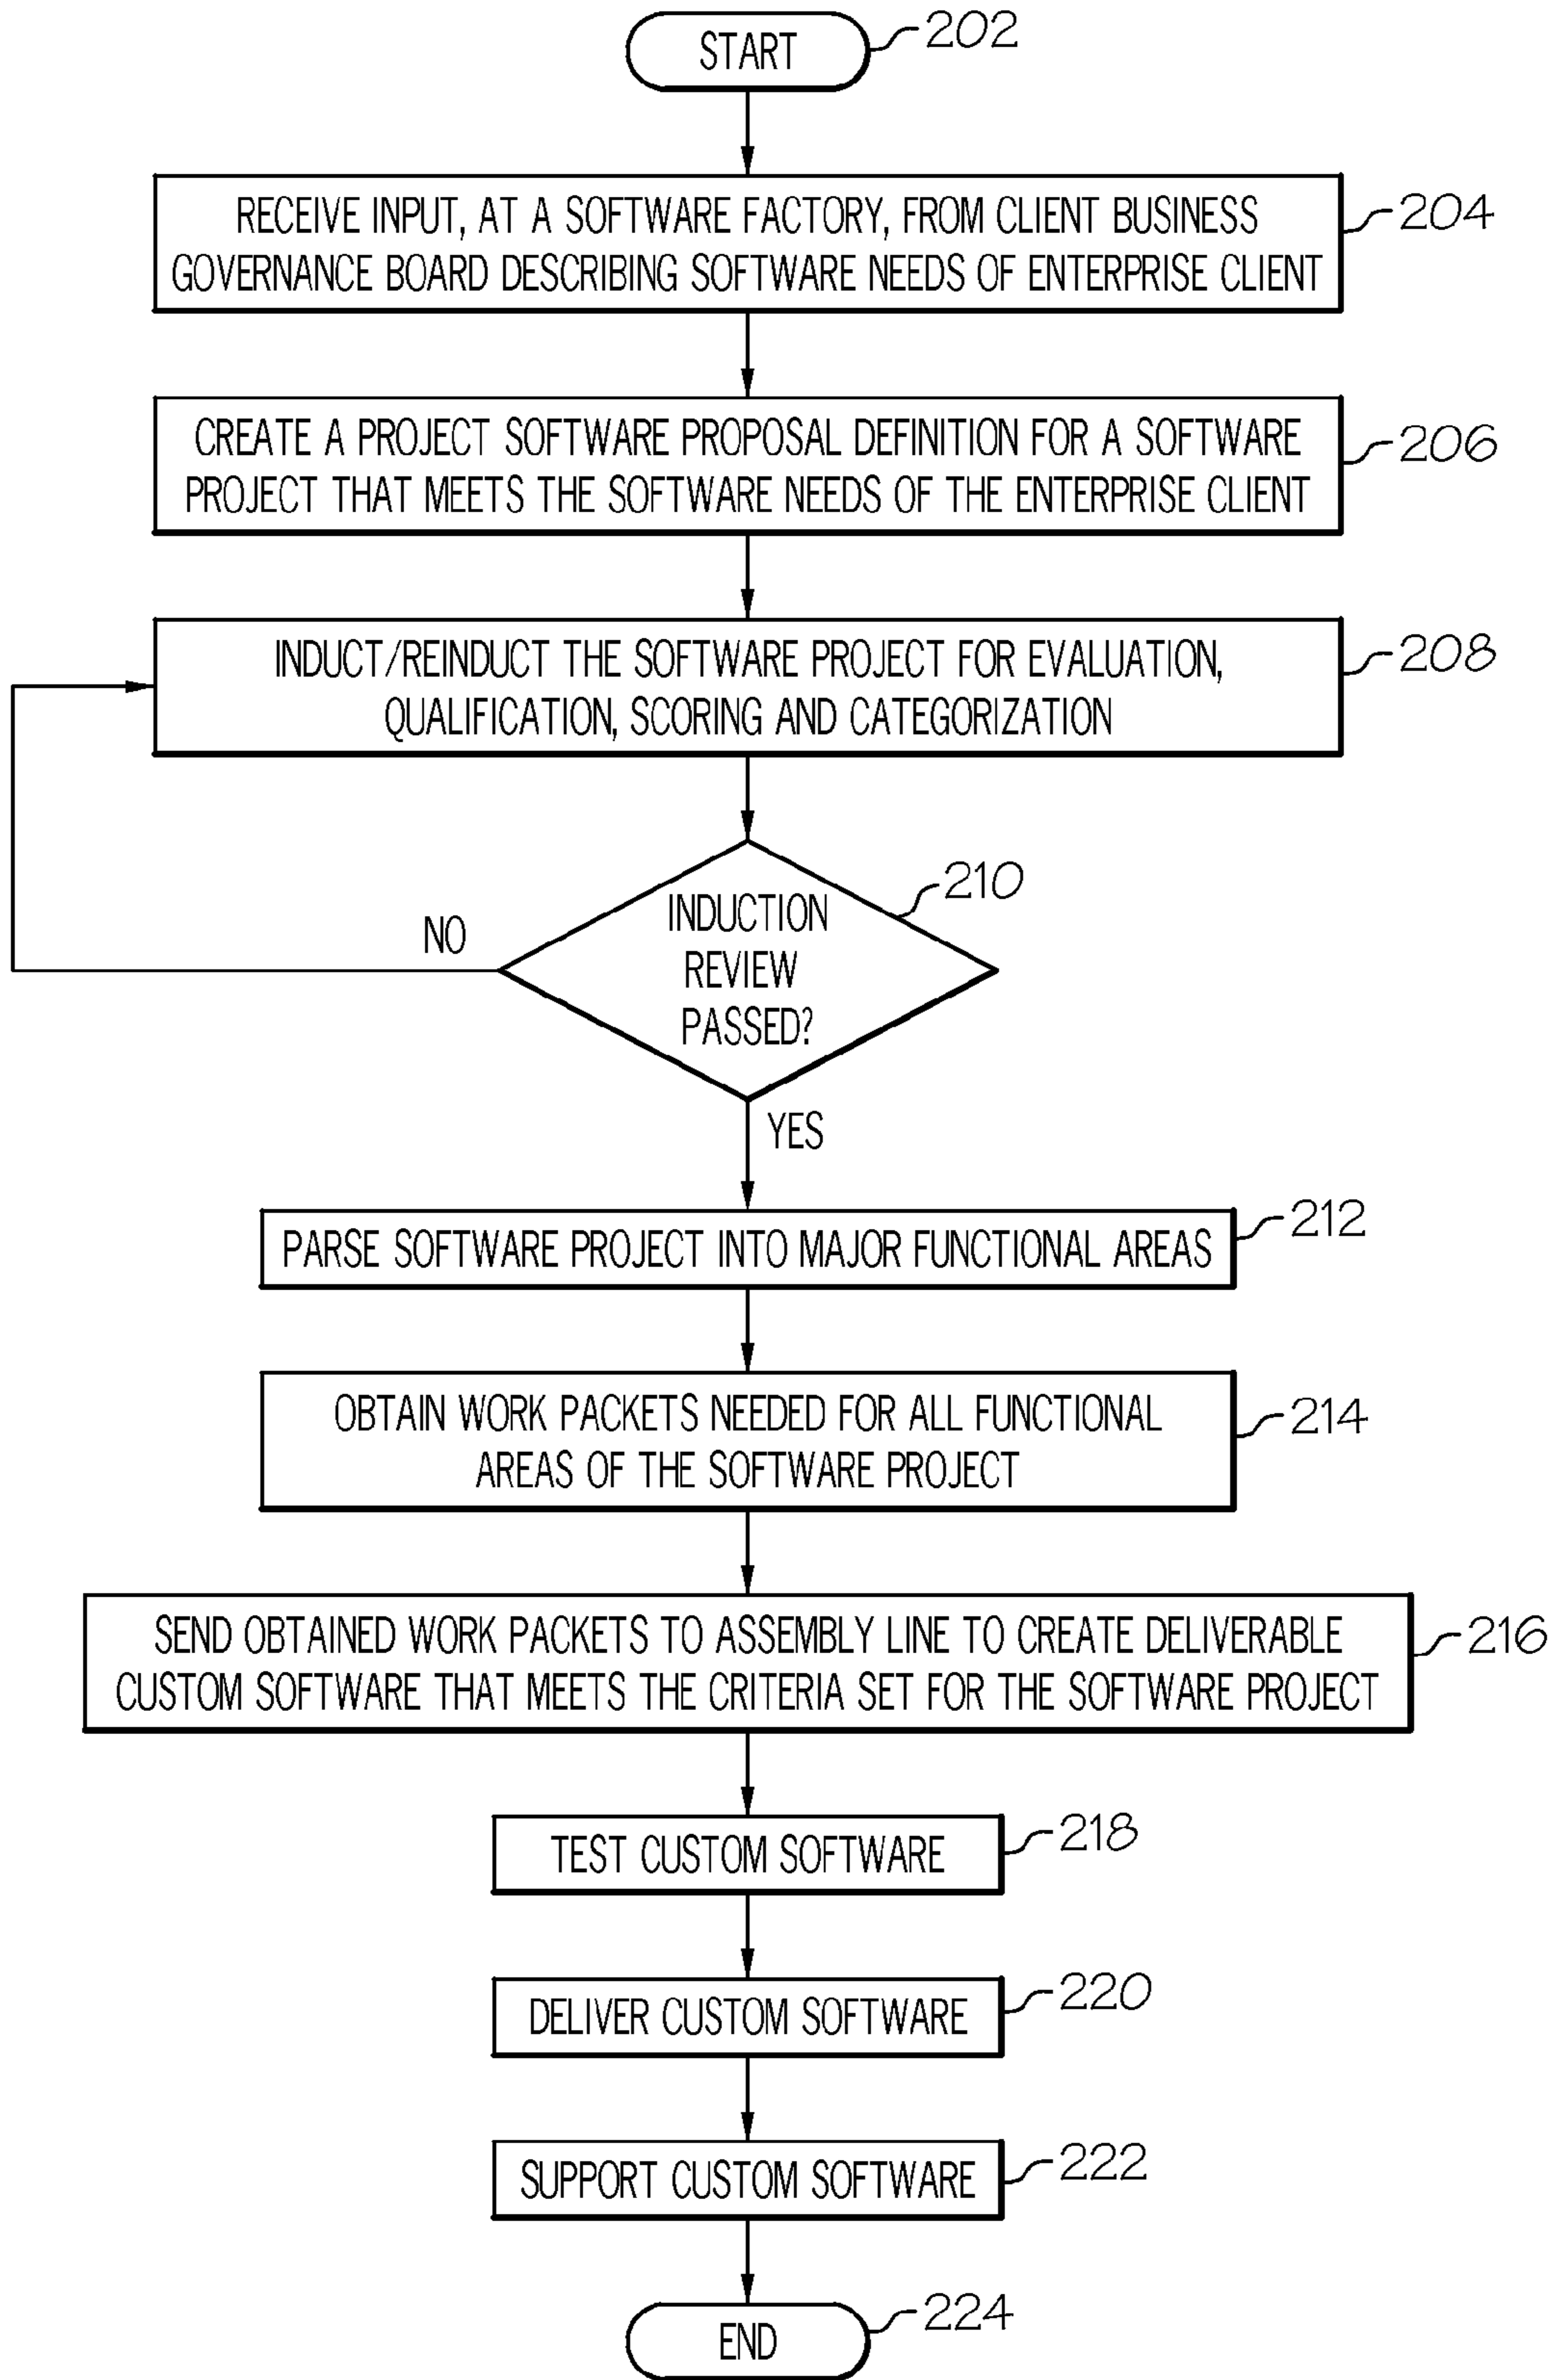 START
202
RECEIVE INPUT, AT A SOFTWARE FACTORY, FROM CLIENT BUSINESS
GOVERNANCE BOARD DESCRIBING SOFTWARE NEEDS OF ENTERPRISE CLIENT
204
CREATE A PROJECT SOFTWARE PROPOSAL DEFINITION FOR A SOFTWARE
PROJECT THAT MEETS THE SOFTWARE NEEDS OF THE ENTERPRISE CLIENT
206
INDUCT/REINDUCT THE SOFTWARE PROJECT FOR EVALUATION,
QUALIFICATION, SCORING AND CATEGORIZATION
208
INDUCTION
REVIEW
PASSED?
210
NO
YES
PARSE SOFTWARE PROJECT INTO MAJOR FUNCTIONAL AREAS
212
OBTAIN WORK PACKETS NEEDED FOR ALL FUNCTIONAL
AREAS OF THE SOFTWARE PROJECT
214
SEND OBTAINED WORK PACKETS TO ASSEMBLY LINE TO CREATE DELIVERABLE
CUSTOM SOFTWARE THAT MEETS THE CRITERIA SET FOR THE SOFTWARE PROJECT
216
TEST CUSTOM SOFTWARE
218
DELIVER CUSTOM SOFTWARE
220
SUPPORT CUSTOM SOFTWARE
222
END
224